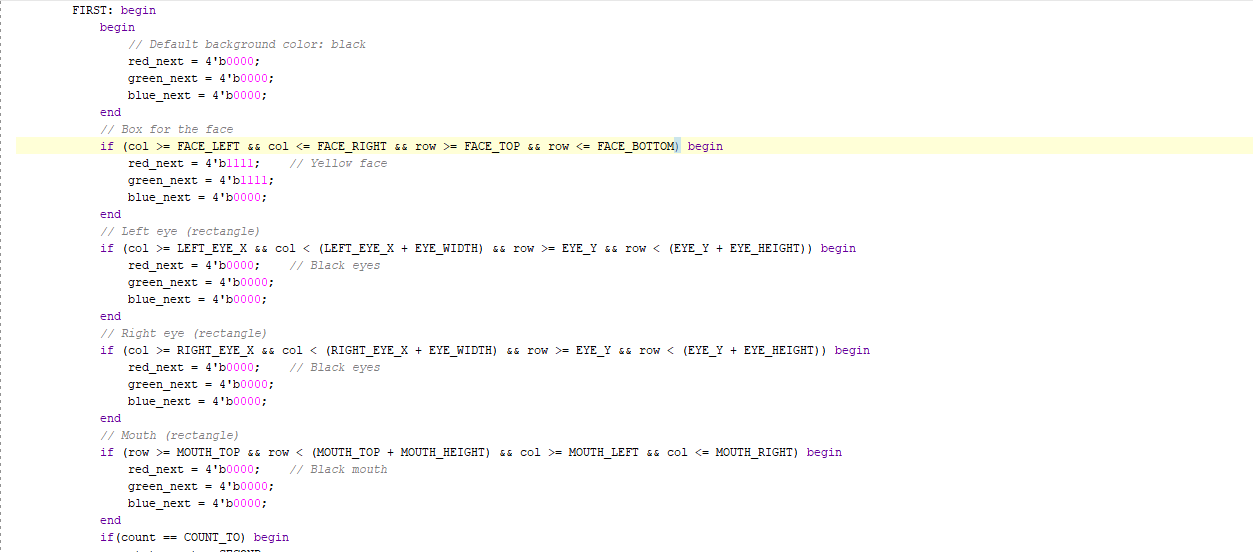 FIRST: begin
begin
// Default background color: black
red_next = 4'b0000;
green_next = 4'b0000;
blue_next = 4'b0000;
end
// Box for the face
if (col >= FACE_LEFT && col <= FACE_RIGHT && row >= FACE_TOP && row <= FACE_BOTTOM) begin
red_next = 4'b1111;    // Yellow face
green_next = 4'b1111;
blue_next = 4'b0000;
end
// Left eye (rectangle)
if (col >= LEFT_EYE_X && col < (LEFT_EYE_X + EYE_WIDTH) && row >= EYE_Y && row < (EYE_Y + EYE_HEIGHT)) begin
red_next = 4'b0000;    // Black eyes
green_next = 4'b0000;
blue_next = 4'b0000;
end
// Right eye (rectangle)
if (col >= RIGHT_EYE_X && col < (RIGHT_EYE_X + EYE_WIDTH) && row >= EYE_Y && row < (EYE_Y + EYE_HEIGHT)) begin
red_next = 4'b0000;    // Black eyes
green_next = 4'b0000;
blue_next = 4'b0000;
end
// Mouth (rectangle)
if (row >= MOUTH_TOP && row < (MOUTH_TOP + MOUTH_HEIGHT) && col >= MOUTH_LEFT && col <= MOUTH_RIGHT) begin
red_next = 4'b0000;    // Black mouth
green_next = 4'b0000;
blue_next = 4'b0000;
end
if(count == COUNT_TO) begin